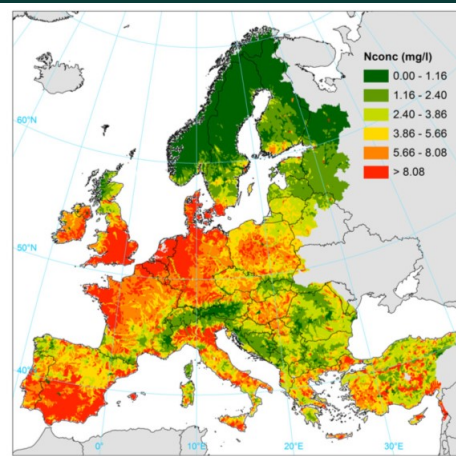 Nconc (mg/l)
0.00 - 1.16
1.16 - 2.40
2.40 - 3.86
3.86 - 5.66
5.66 - 8.08
> 8.08
60°N
50°N
40°N
0°
10°E
20°E
30°E